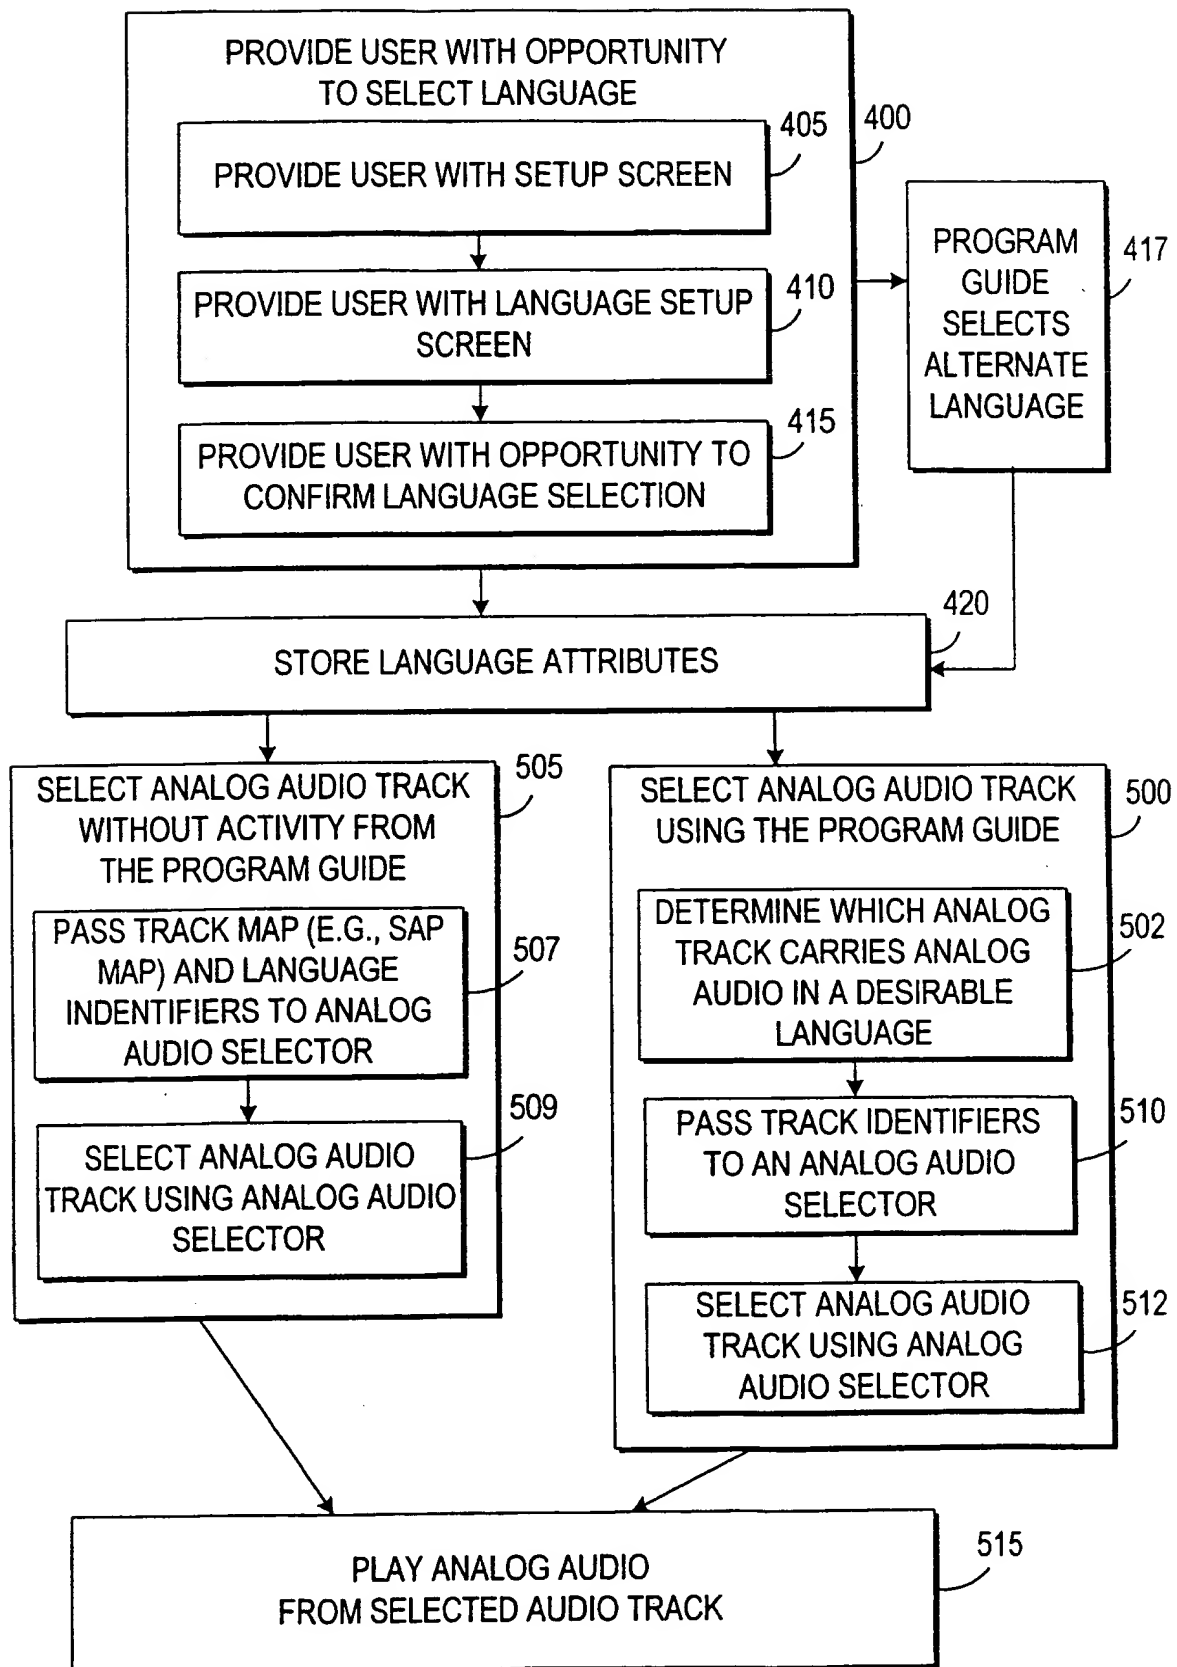 PROVIDE USER WITH OPPORTUNITY
TO SELECT LANGUAGE
400
405
PROVIDE USER WITH SETUP SCREEN
410
PROVIDE USER WITH LANGUAGE SETUP
SCREEN
415
PROVIDE USER WITH OPPORTUNITY TO
CONFIRM LANGUAGE SELECTION
417
PROGRAM
GUIDE
SELECTS
ALTERNATE
LANGUAGE
420
STORE LANGUAGE ATTRIBUTES
505
SELECT ANALOG AUDIO TRACK
WITHOUT ACTIVITY FROM
THE PROGRAM GUIDE
507
PASS TRACK MAP (E.G., SAP
MAP) AND LANGUAGE
INDENTIFIERS TO ANALOG
AUDIO SELECTOR
509
SELECT ANALOG AUDIO
TRACK USING ANALOG AUDIO
SELECTOR
500
SELECT ANALOG AUDIO TRACK
USING THE PROGRAM GUIDE
502
DETERMINE WHICH ANALOG
TRACK CARRIES ANALOG
AUDIO IN A DESIRABLE
LANGUAGE
510
PASS TRACK IDENTIFIERS
TO AN ANALOG AUDIO
SELECTOR
512
SELECT ANALOG AUDIO
TRACK USING ANALOG
AUDIO SELECTOR
515
PLAY ANALOG AUDIO
FROM SELECTED AUDIO TRACK